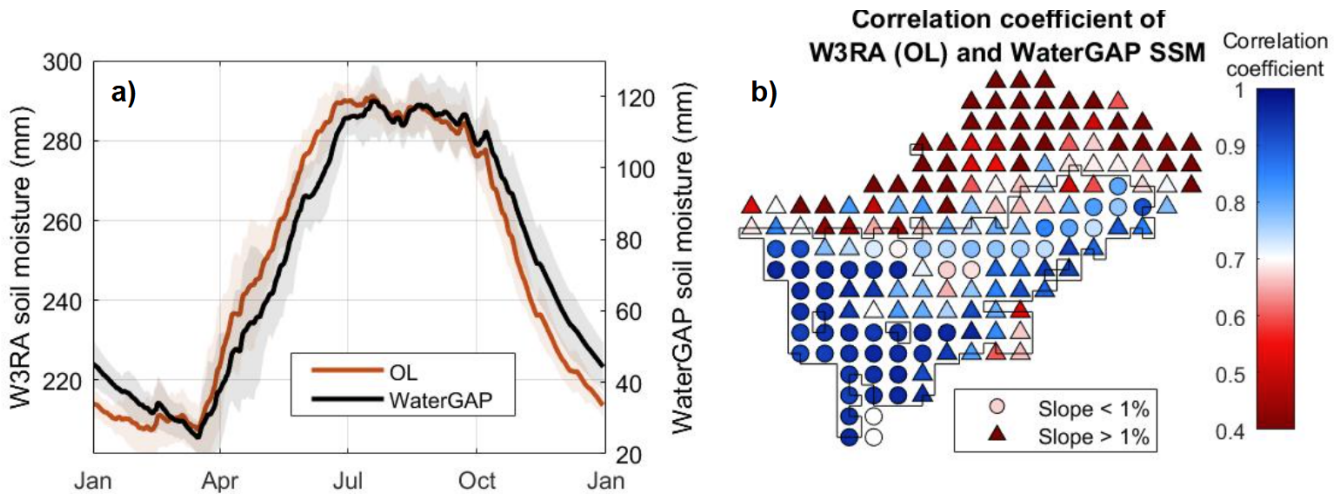 a)
W3RA soil moisture (mm)
300
280
260
240
220
120
100
80
60
40
20
WaterGAP soil moisture (mm)
OL
WaterGAP
Jan
Apr
Jul
Oct
Jan
b)
Correlation coefficient of
W3RA (OL) and WaterGAP SSM
Correlation
coefficient
1
0.9
0.8
0.7
0.6
0.5
0.4
Slope < 1%
Slope > 1%